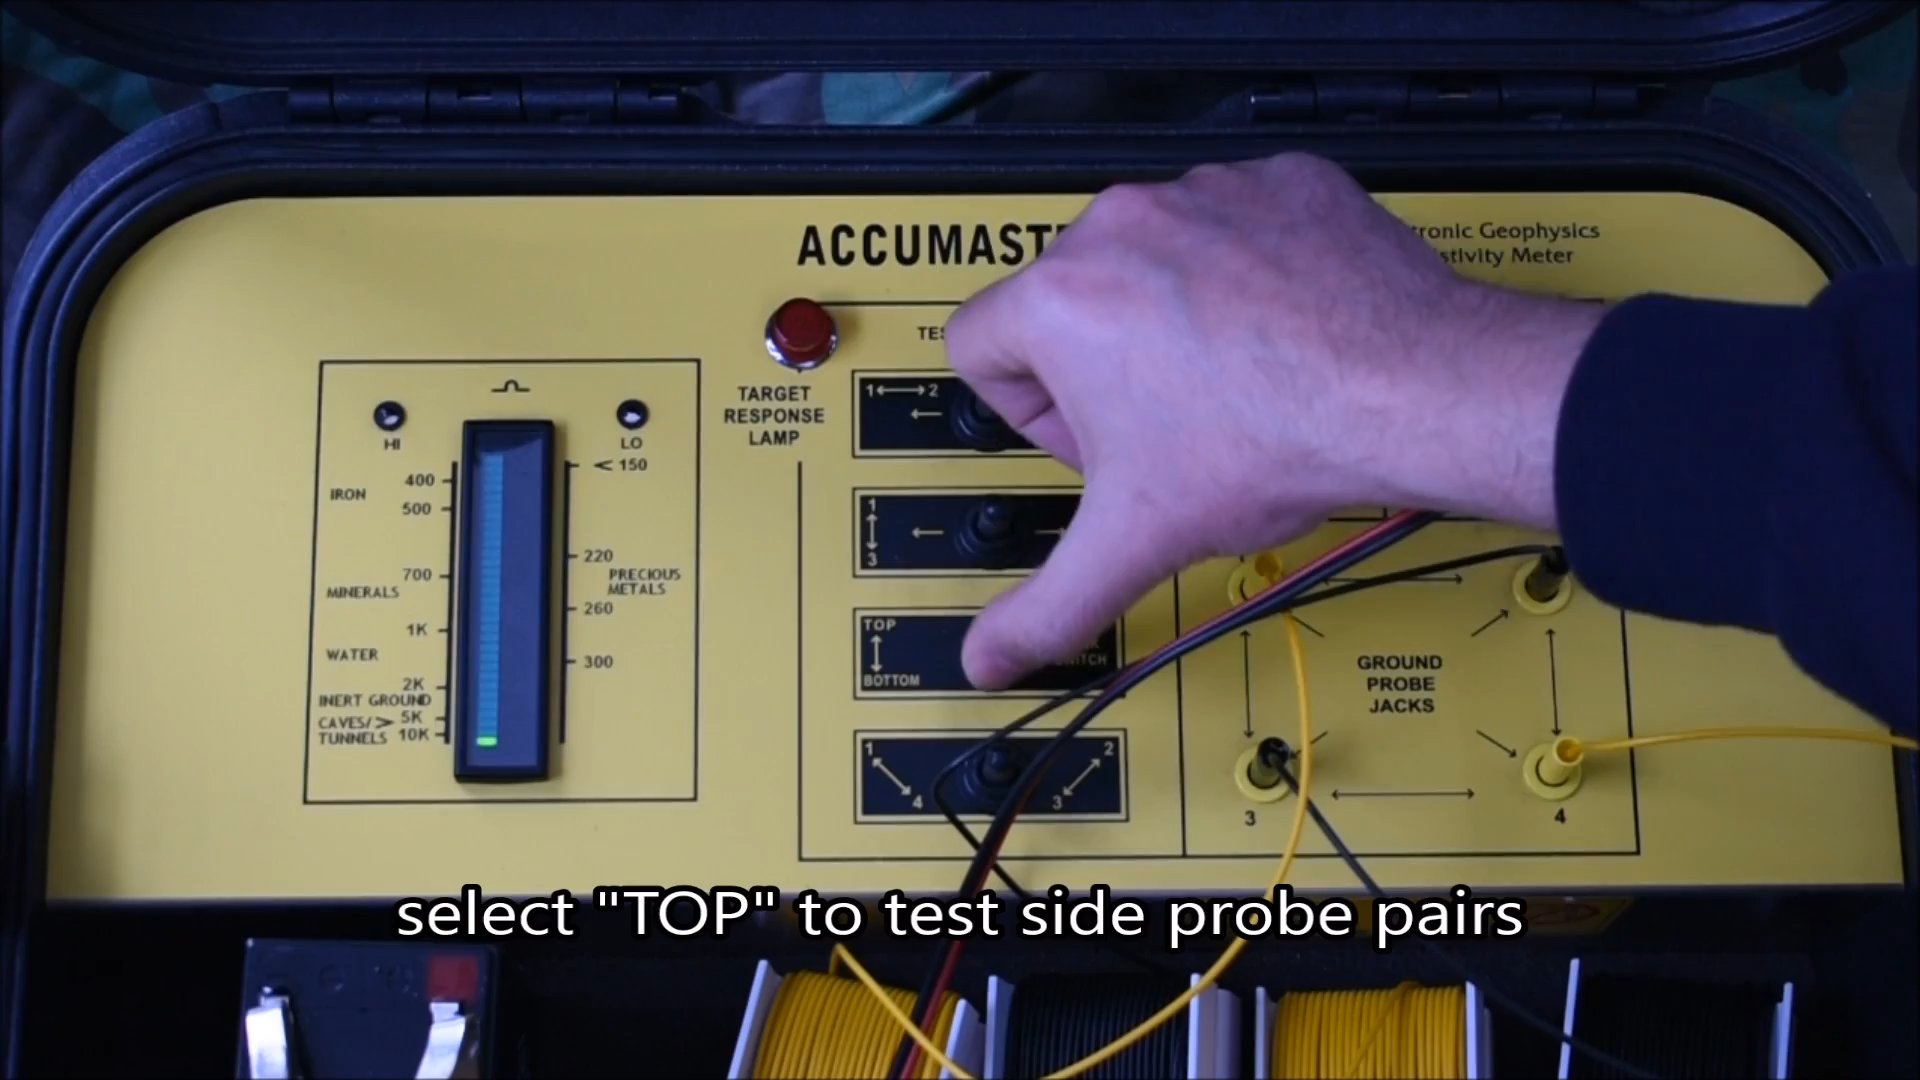 ACCUMAST
tronic Geophysics
stivity Meter
TARGET
RESPONSE
LAMP
HI
LO
< 150
400
500
700
1K
2K
5K
10K
IRON
MINERALS
WATER
INERT GROUND
CAVES/>
TUNNELS
220
260
300
PRECIOUS
METALS
1 ↔ 2
←
1
↕
3
← →
TOP
↕
BOTTOM
1
4
2
3
GROUND
PROBE
JACKS
3
4
select "TOP" to test side probe pairs